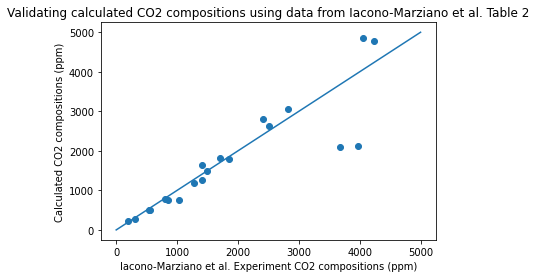 Validating calculated CO2 compositions using data from Iacono-Marziano et al. Table 2
Calculated CO2 compositions (ppm)
5000
4000
3000
2000
1000
0
0 1000 2000 3000 4000 5000
Iacono-Marziano et al. Experiment CO2 compositions (ppm)